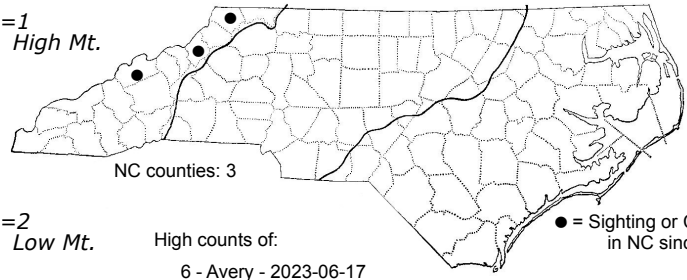 =1
High Mt.
NC counties: 3
=2
Low Mt.
High counts of:
6 - Avery - 2023-06-17
● = Sighting or
in NC